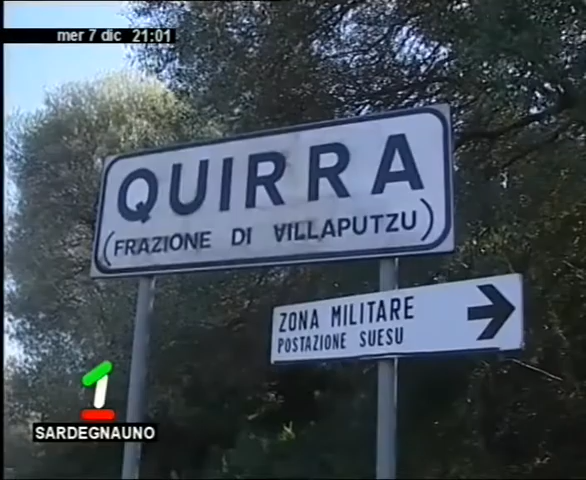 mer 7 dic 21:01
QUIRRA
(FRAZIONE DI VILLAPUTZU)
ZONA MILITARE
POSTAZIONE SUESU
1
SARDEGNAUNO